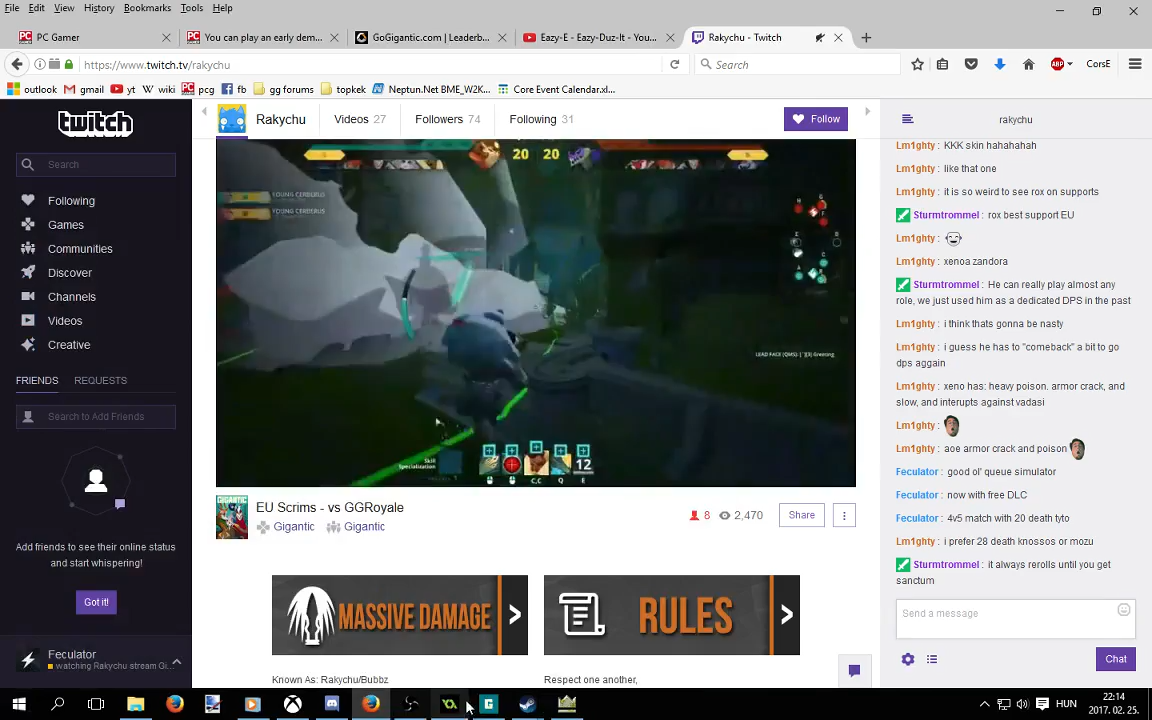 File Edit View History Bookmarks Tools Help
PC Gamer
You can play an early dem...
GoGigantic.com | Leaderb...
Eazy-E - Eazy-Duz-It - You...
Rakychu - Twitch
https://www.twitch.tv/rakychu
Search
ABP
CorsE
outlook
gmail
yt
W wiki
pcg
fb
gg forums
topkek
Neptun.Net BME_W2K...
Core Event Calendar.xl...
twitch
Search
Following
Games
Communities
Discover
Channels
Videos
Creative
FRIENDS REQUESTS
Search to Add Friends
Add friends to see their online status
and start whispering!
Got it!
Feculator
watching Rakychu stream Gi...
Rakychu
Videos 27
Followers 74
Following 31
Follow
20 20
YOUNG CERBERUS
YOUNG CERBERUS
Skill
Specialization
C,C Q E
12
EU Scrims - vs GGRoyale
Gigantic Gigantic
8 2,470
Share
MASSIVE DAMAGE
RULES
Known As: Rakychu/Bubbz
Respect one another,
rakychu
Lm1ghty : KKK skin hahahahah
Lm1ghty : like that one
Lm1ghty : it is so weird to see rox on supports
Sturmtrommel : rox best support EU
Lm1ghty :
Lm1ghty : xenoa zandora
Sturmtrommel : He can really play almost any
role, we just used him as a dedicated DPS in the past
Lm1ghty : i think thats gonna be nasty
Lm1ghty : i guess he has to "comeback" a bit to go
dps aggain
Lm1ghty : xeno has: heavy poison. armor crack, and
slow, and interupts against vadasi
Lm1ghty :
Lm1ghty : aoe armor crack and poison
Feculator : good ol' queue simulator
Feculator : now with free DLC
Feculator : 4v5 match with 20 death tyto
Lm1ghty : i prefer 28 death knossos or mozu
Sturmtrommel : it always rerolls until you get
sanctum
Send a message
Chat
HUN
22:14
2017. 02. 25.